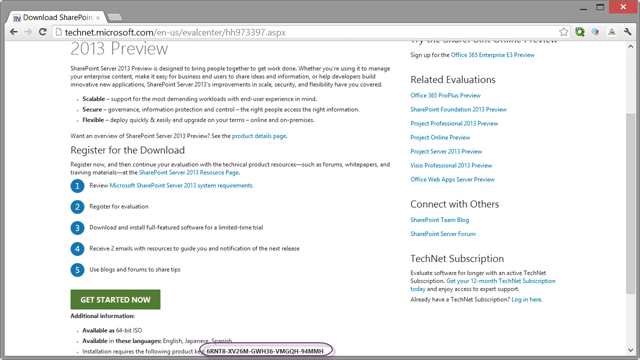 Download SharePoin
technet.microsoft.com/en-us/evalcenter/hh973397.aspx
2013 Preview
SharePoint Server 2013 Preview is designed to bring people together to get work done. Whether you're using it to manage
your enterprise content, make it easy for business end users to share ideas and information, or help developers build
innovative new applications, SharePoint Server 2013's improvements in scale, security, and flexibility have you covered.
• Scalable – support for the most demanding workloads with end-user experience in mind.
• Secure – governance, information protection and control – the right people access the right information.
• Flexible – deploy quickly & easily and upgrade on your terms – online and on-premises.
Want an overview of SharePoint Server 2013 Preview? See the product details page.
Register for the Download
Register now, and then continue your evaluation with the technical product resources—such as forums, whitepapers, and
training materials—at the SharePoint 2013 Resource Page.
1 Review Microsoft SharePoint Server 2013 system requirements
2 Register for evaluation
3 Download and install full-featured software for a limited-time trial
4 Receive 2 emails with resources to guide you and notification of the next release
5 Use blogs and forums to share tips
GET STARTED NOW
Additional information:
• Available as 64-bit ISO
• Available in these languages: English, Japanese, Spanish
• Installation requires the following product key: 6RNT8-XV26M-GWH36-VMGQH-94MMH
Try the SharePoint Online Preview
Sign up for the Office 365 Enterprise E3 Preview
Related Evaluations
Office 365 ProPlus Preview
SharePoint Foundation 2013 Preview
Project Professional 2013 Preview
Project Online Preview
Project Server 2013 Preview
Visio Professional 2013 Preview
Office Web Apps Server Preview
Connect with Others
SharePoint Team Blog
SharePoint Server Forum
TechNet Subscription
Evaluate software for longer with an active TechNet
Subscription. Get your 12-month TechNet Subscription
today and enjoy access to expert support.
Already have a TechNet Subscription? Log in here.